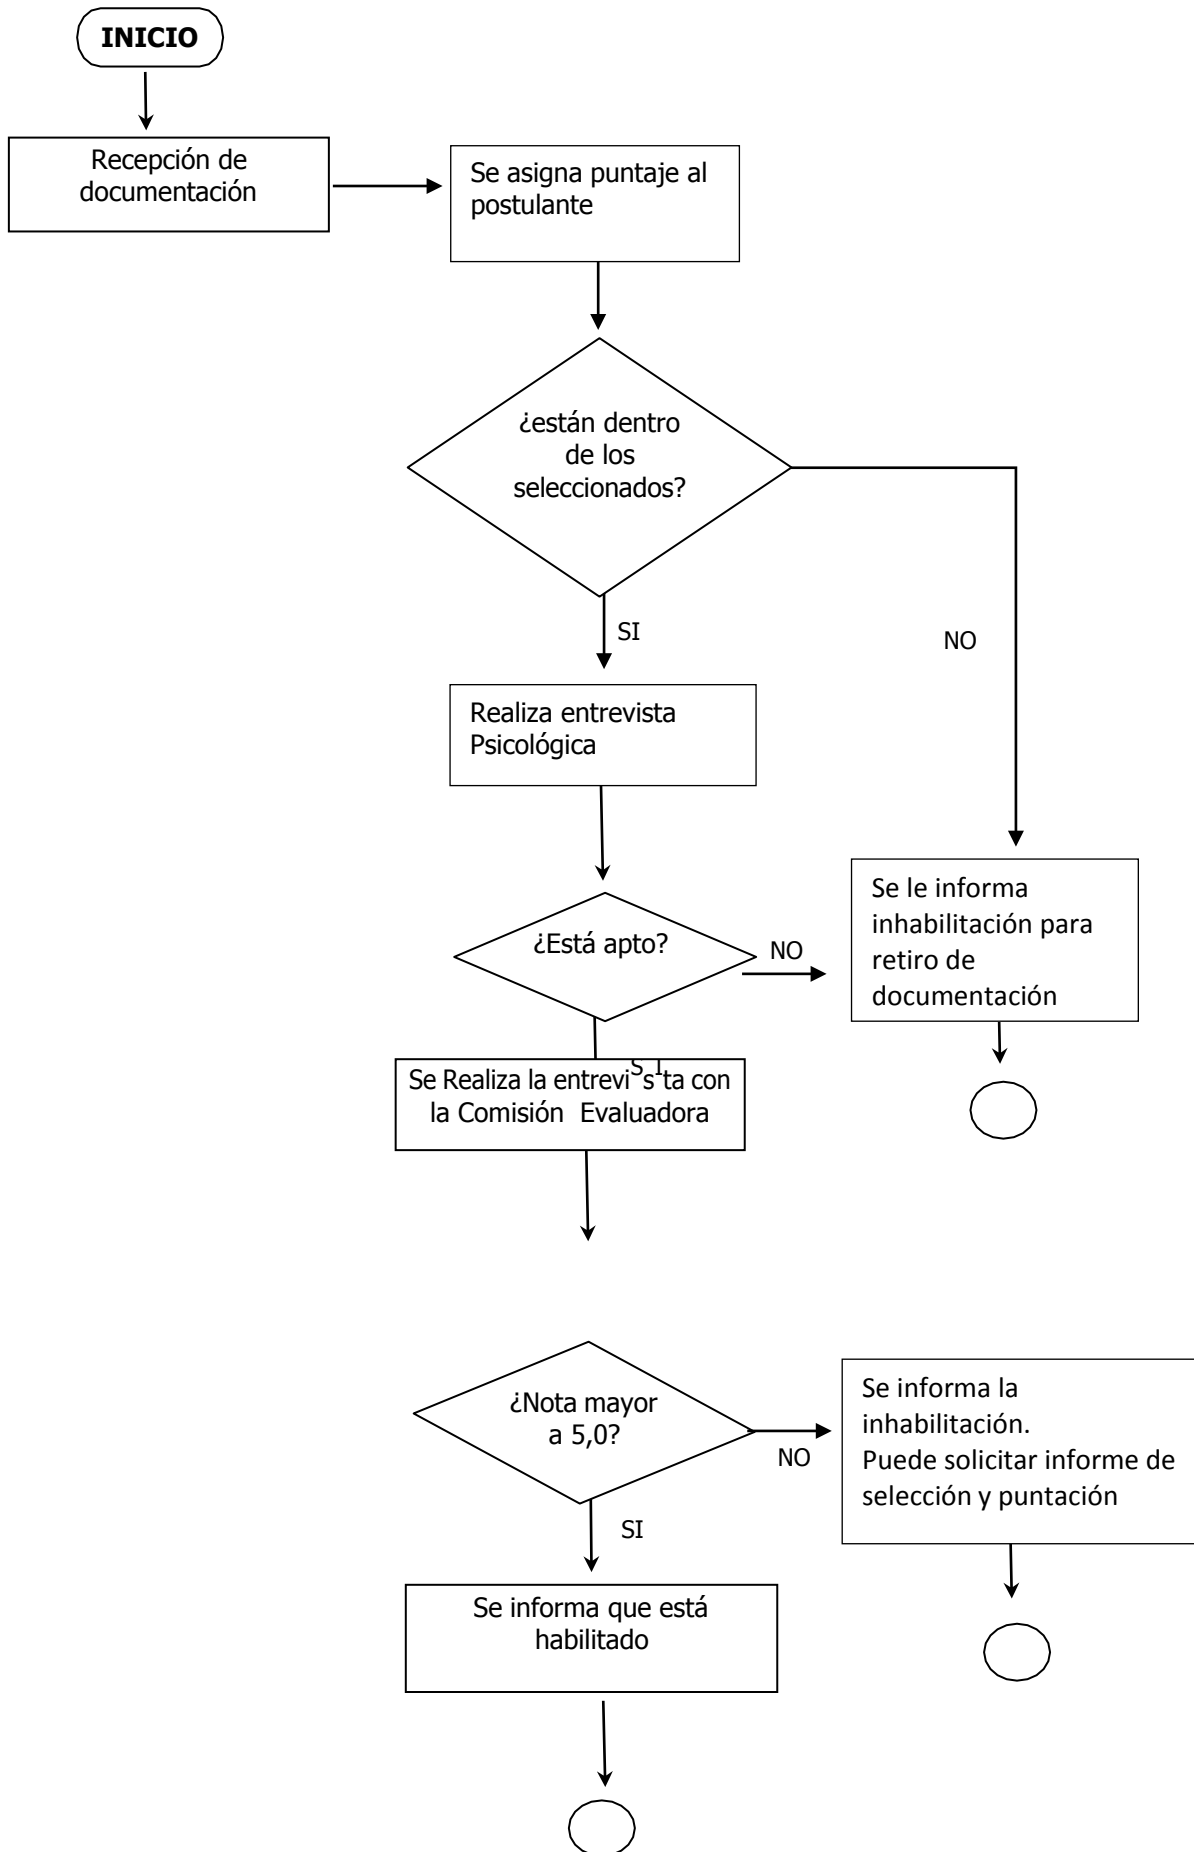 INICIO
Recepción de
documentación
Se asigna puntaje al
postulante
¿están dentro
de los
seleccionados?
SI
NO
Realiza entrevista
Psicológica
¿Está apto?
NO
Se le informa
inhabilitación para
retiro de
documentación
S I
Se Realiza la entrevista con
la Comisión Evaluadora
¿Nota mayor
a 5,0?
NO
SI
Se informa la
inhabilitación.
Puede solicitar informe de
selección y puntación
Se informa que está
habilitado